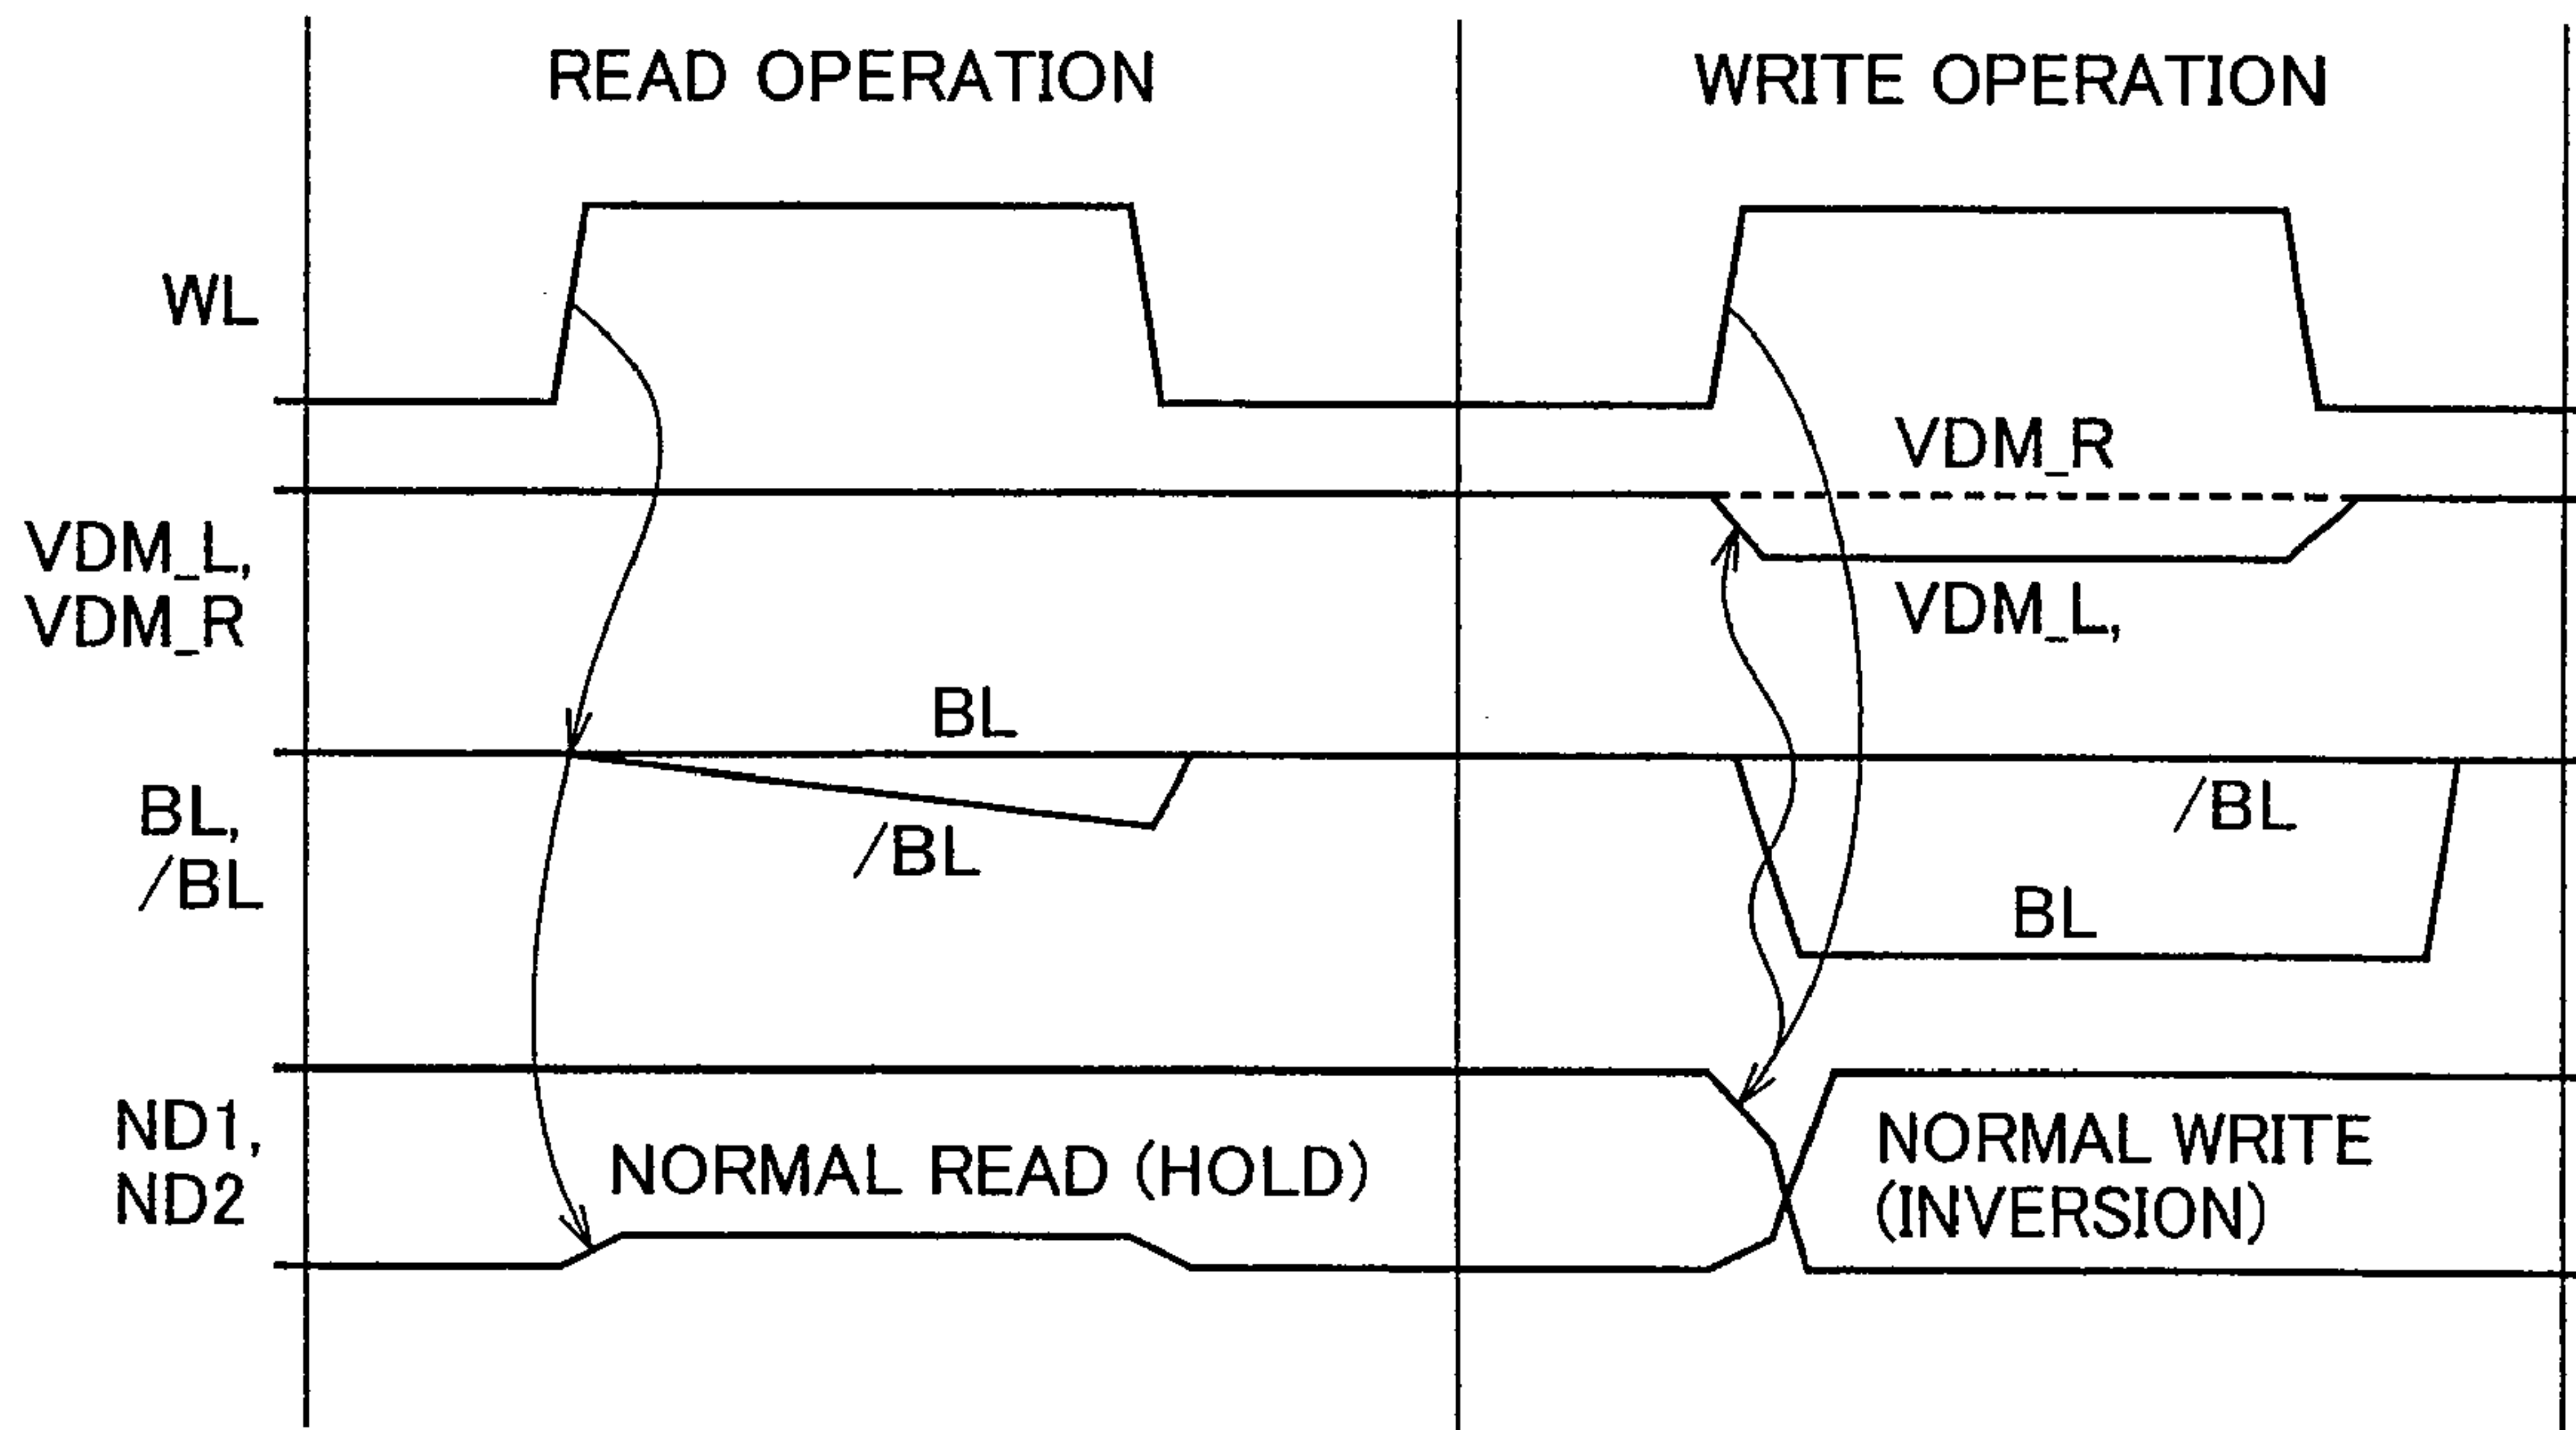 READ OPERATION
WRITE OPERATION
WL
VDM_R
VDM_L,
VDM_R
VDM_L,
BL
/BL
BL,
/BL
/BL
BL
ND1,
ND2
NORMAL READ (HOLD)
NORMAL WRITE
(INVERSION)